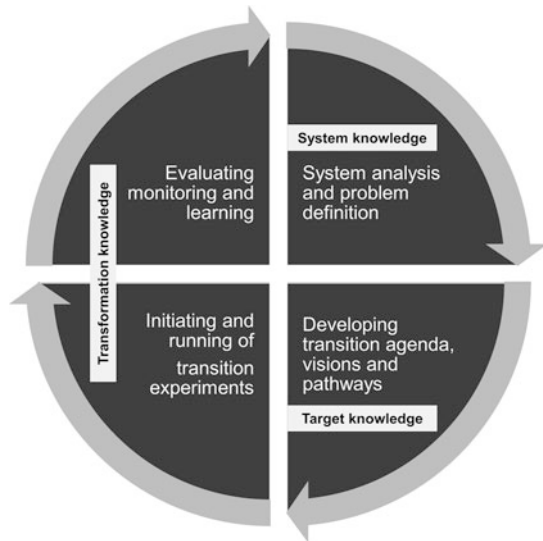 System knowledge
System analysis
and problem
definition
Developing
transition agenda,
visions and
pathways
Target knowledge
Initiating and
running of
transition
experiments
Transformation knowledge
Evaluating
monitoring and
learning